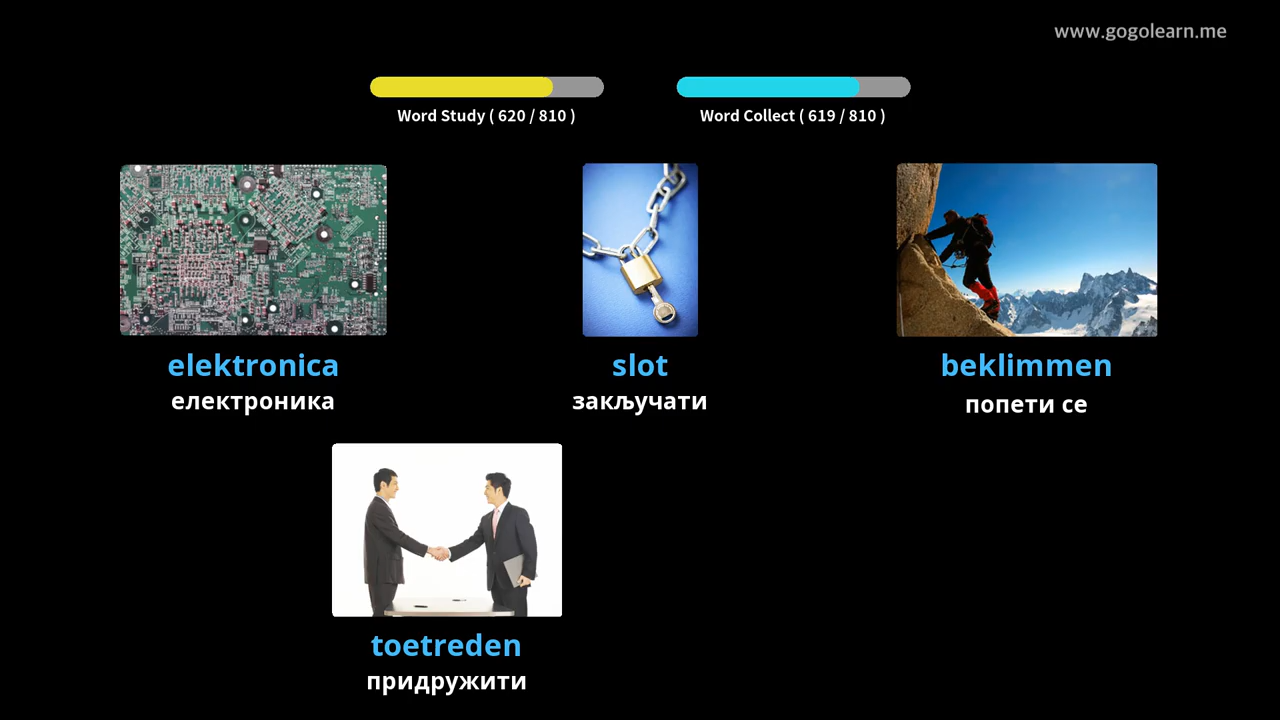 www.gogolearn.me
Word Study ( 620 / 810 )
Word Collect ( 619 / 810 )
elektronica
електроника
slot
закључати
beklimmen
попети се
toetreden
придружити